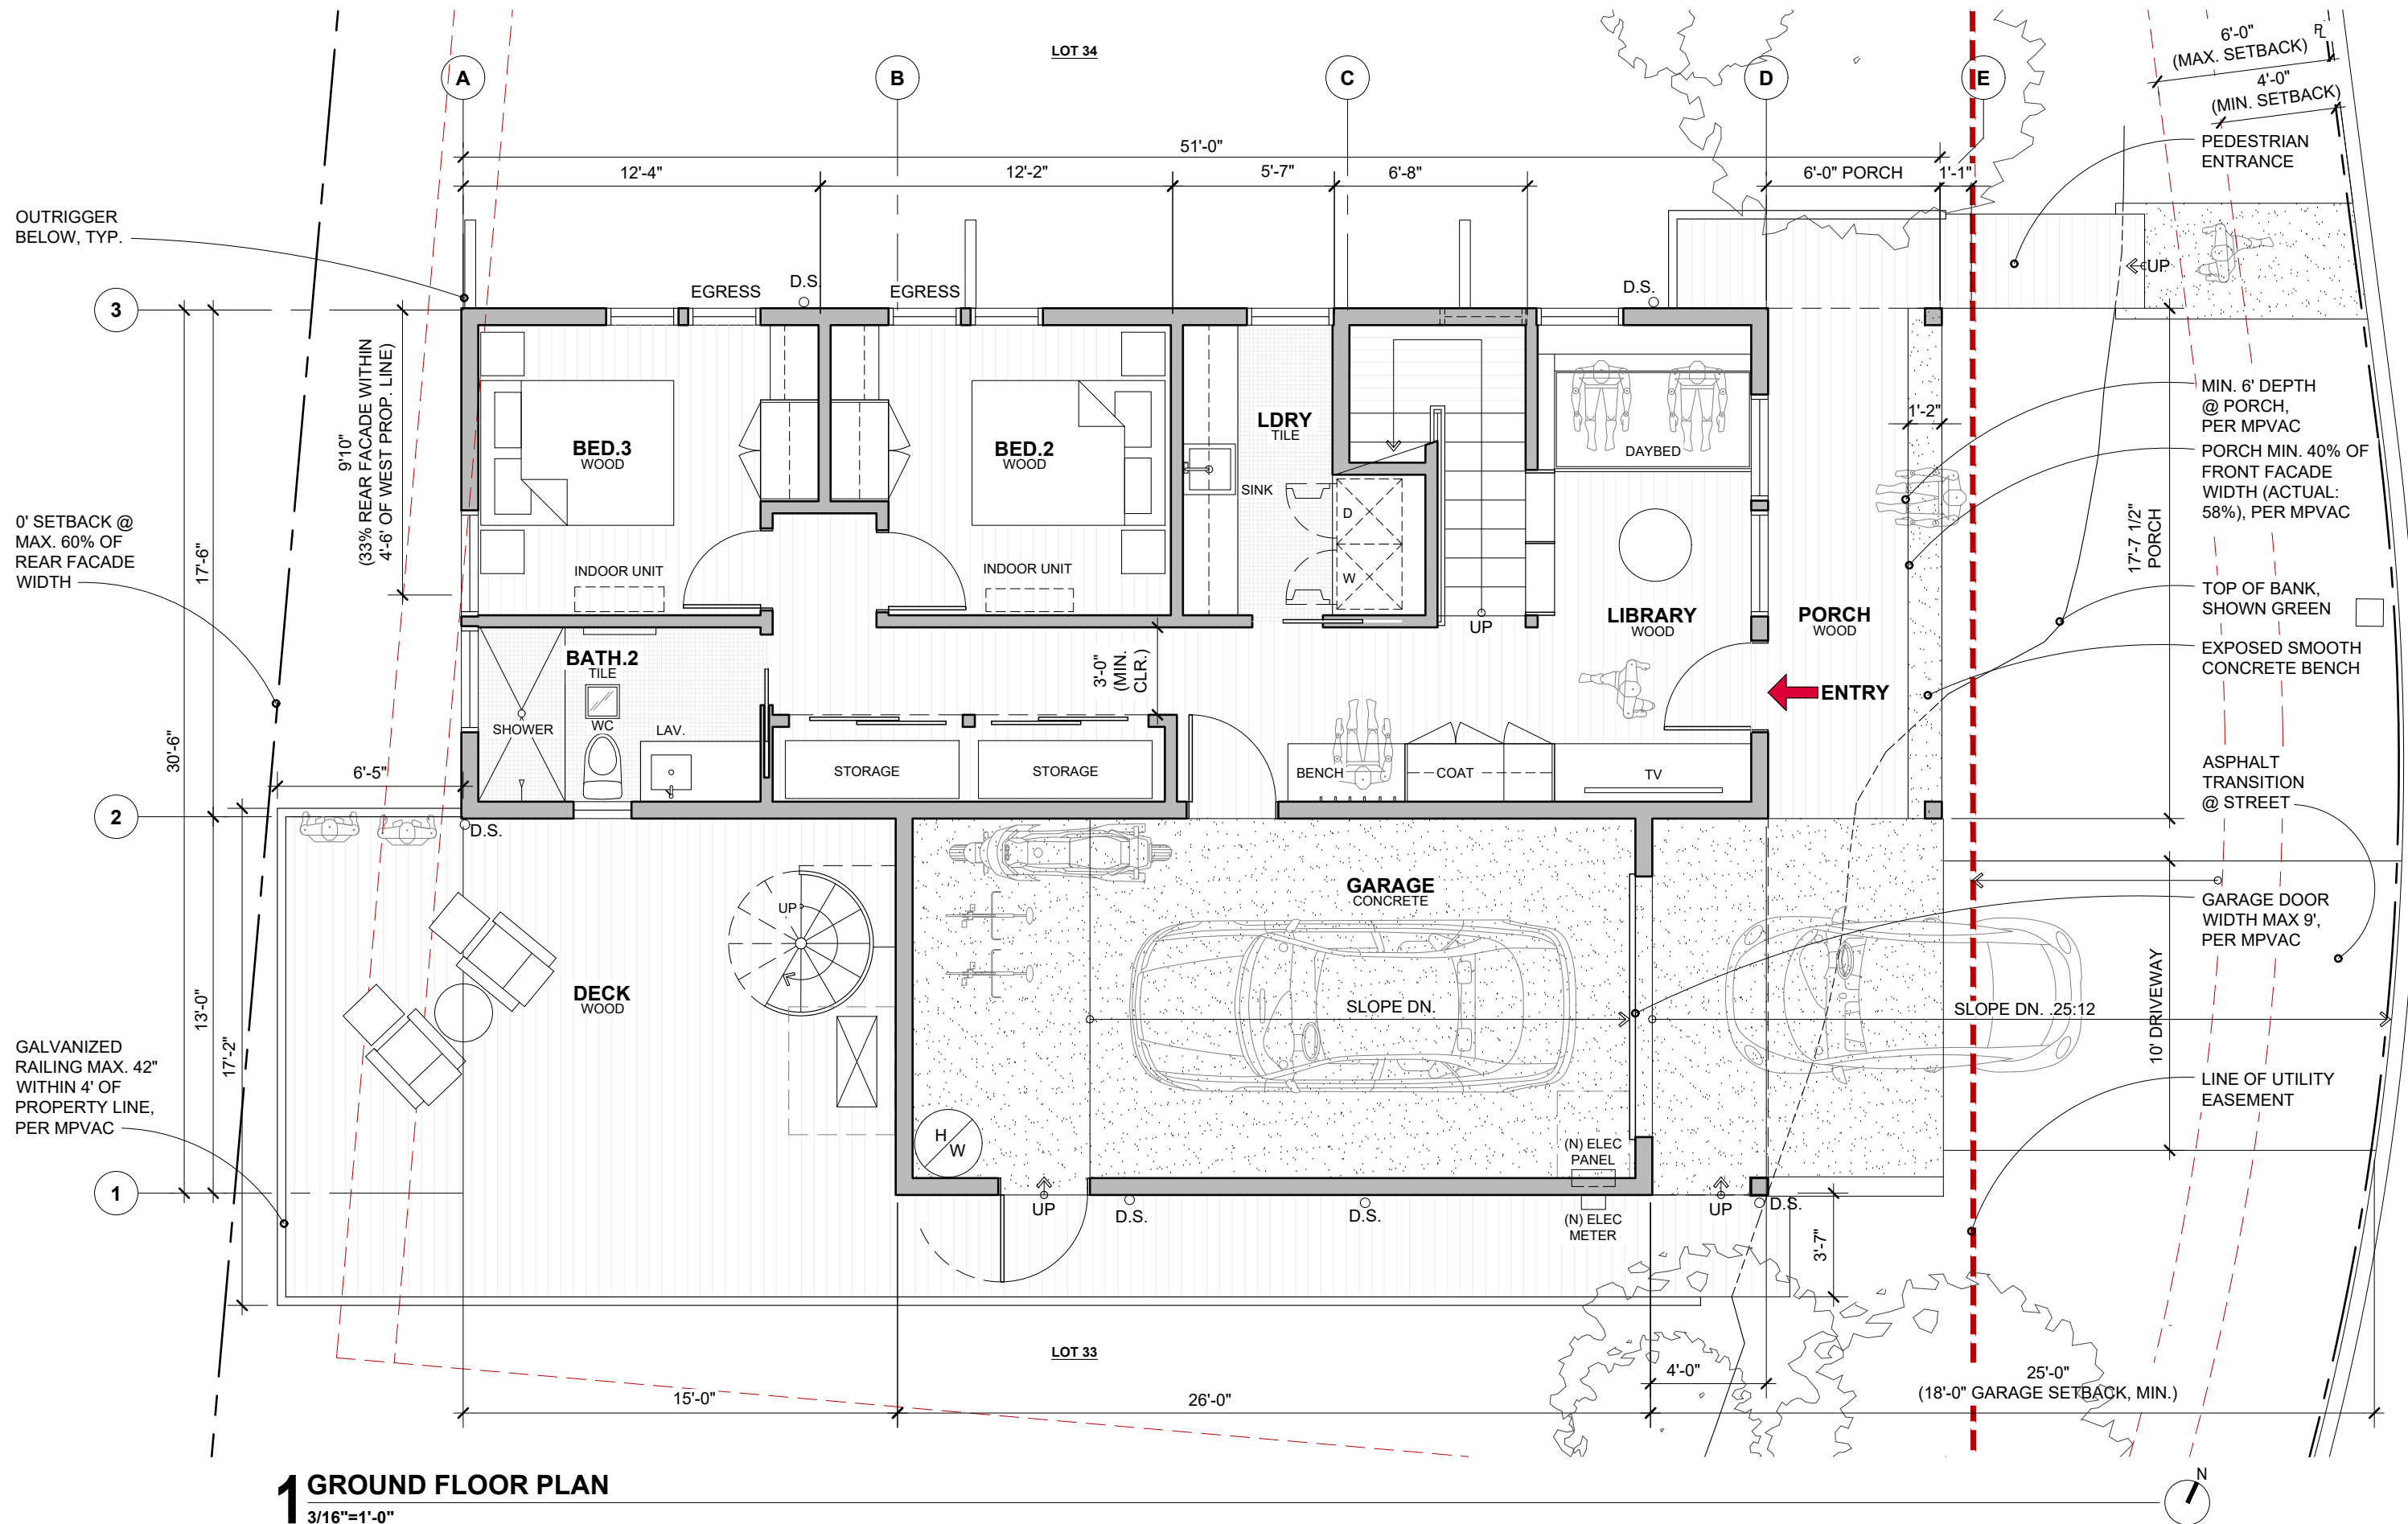 LOT 34
A
B
C
D
E
6'-0"
(MAX. SETBACK)
4'-0"
(MIN. SETBACK)
51'-0"
12'-4"
12'-2"
5'-7"
6'-8"
6'-0" PORCH
1'-1"
PEDESTRIAN
ENTRANCE
OUTRIGGER
BELOW, TYP.
UP
EGRESS
D.S.
EGRESS
D.S.
3
9'10"
(33% REAR FACADE WITHIN
4'-6' OF WEST PROP. LINE)
1'-2"
MIN. 6' DEPTH
@ PORCH,
PER MPVAC
BED.3
WOOD
BED.2
WOOD
LDRY
TILE
SINK
D
W
DAYBED
PORCH MIN. 40% OF
FRONT FACADE
WIDTH (ACTUAL:
58%), PER MPVAC
0' SETBACK @
MAX. 60% OF
REAR FACADE
WIDTH
17'-6"
17'-7 1/2"
PORCH
INDOOR UNIT
INDOOR UNIT
UP
LIBRARY
WOOD
PORCH
WOOD
TOP OF BANK,
SHOWN GREEN
EXPOSED SMOOTH
CONCRETE BENCH
BATH.2
TILE
3'-0"
(MIN.
CLR.)
ENTRY
SHOWER
WC
LAV.
30'-6"
6'-5"
STORAGE
STORAGE
BENCH
COAT
TV
ASPHALT
TRANSITION
@ STREET
2
D.S.
UP
GARAGE
CONCRETE
GARAGE DOOR
WIDTH MAX 9',
PER MPVAC
DECK
WOOD
SLOPE DN.
SLOPE DN. .25:12
10' DRIVEWAY
13'-0"
17'-2"
GALVANIZED
RAILING MAX. 42"
WITHIN 4' OF
PROPERTY LINE,
PER MPVAC
H
W
(N) ELEC
PANEL
LINE OF UTILITY
EASEMENT
1
UP
D.S.
D.S.
(N) ELEC
METER
UP
D.S.
3'-7"
LOT 33
15'-0"
26'-0"
4'-0"
25'-0"
(18'-0" GARAGE SETBACK, MIN.)
1 GROUND FLOOR PLAN
3/16"=1'-0"
N